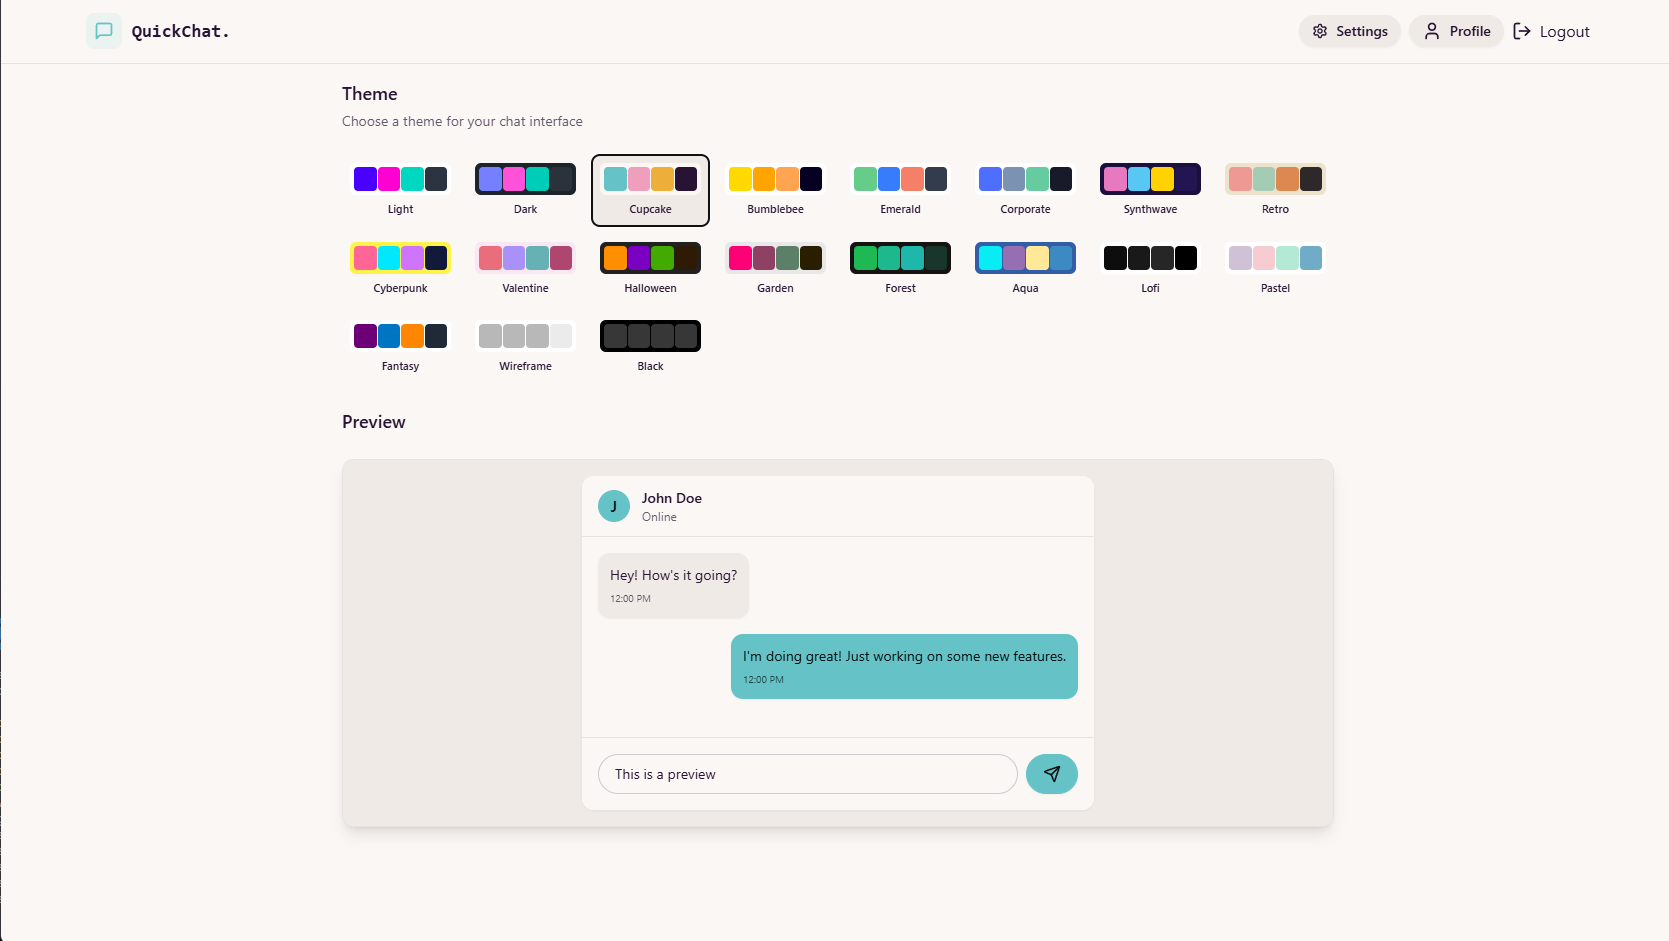 QuickChat.
Settings
Profile
Logout
Theme
Choose a theme for your chat interface
Light
Dark
Cupcake
Bumblebee
Emerald
Corporate
Synthwave
Retro
Cyberpunk
Valentine
Halloween
Garden
Forest
Aqua
Lofi
Pastel
Fantasy
Wireframe
Black
Preview
J
John Doe
Online
Hey! How's it going?
12:00 PM
I'm doing great! Just working on some new features.
12:00 PM
This is a preview